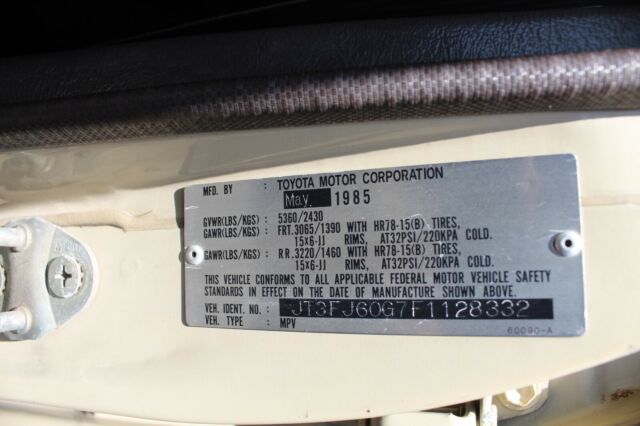 MFD. BY : TOYOTA MOTOR CORPORATION
May. 1985
GVWR(LBS/KGS) : 5360/2430
GAWR(LBS/KGS) : FRT.3065/1390 WITH HR78-15(B) TIRES,
15X6-JJ RIMS, AT32PSI/220KPA COLD.
GAWR(LBS/KGS) : RR.3220/1460 WITH HR78-15(B) TIRES,
15X6-JJ RIMS, AT32PSI/220KPA COLD.
THIS VEHICLE CONFORMS TO ALL APPLICABLE FEDERAL MOTOR VEHICLE SAFETY
STANDARDS IN EFFECT ON THE DATE OF MANUFACTURE SHOWN ABOVE.
VEH. IDENT. NO. : JT3FJ60G7F1128332
VEH. TYPE : MPV
60090-A